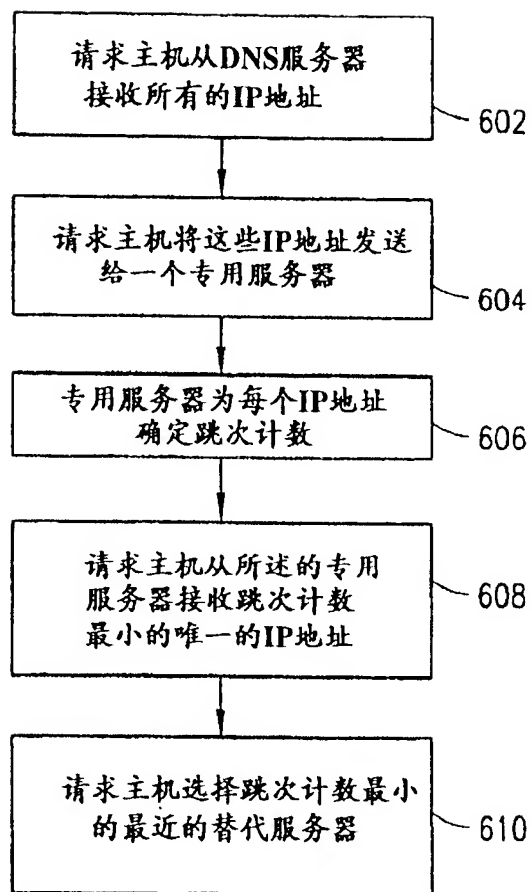 请求主机从DNS服务器
接收所有的IP地址
602
请求主机将这些IP地址发送
给一个专用服务器
604
专用服务器为每个IP地址
确定跳次计数
606
请求主机从所述的专用
服务器接收跳次计数
最小的唯一的IP地址
608
请求主机选择跳次计数最小
的最近的替代服务器
610